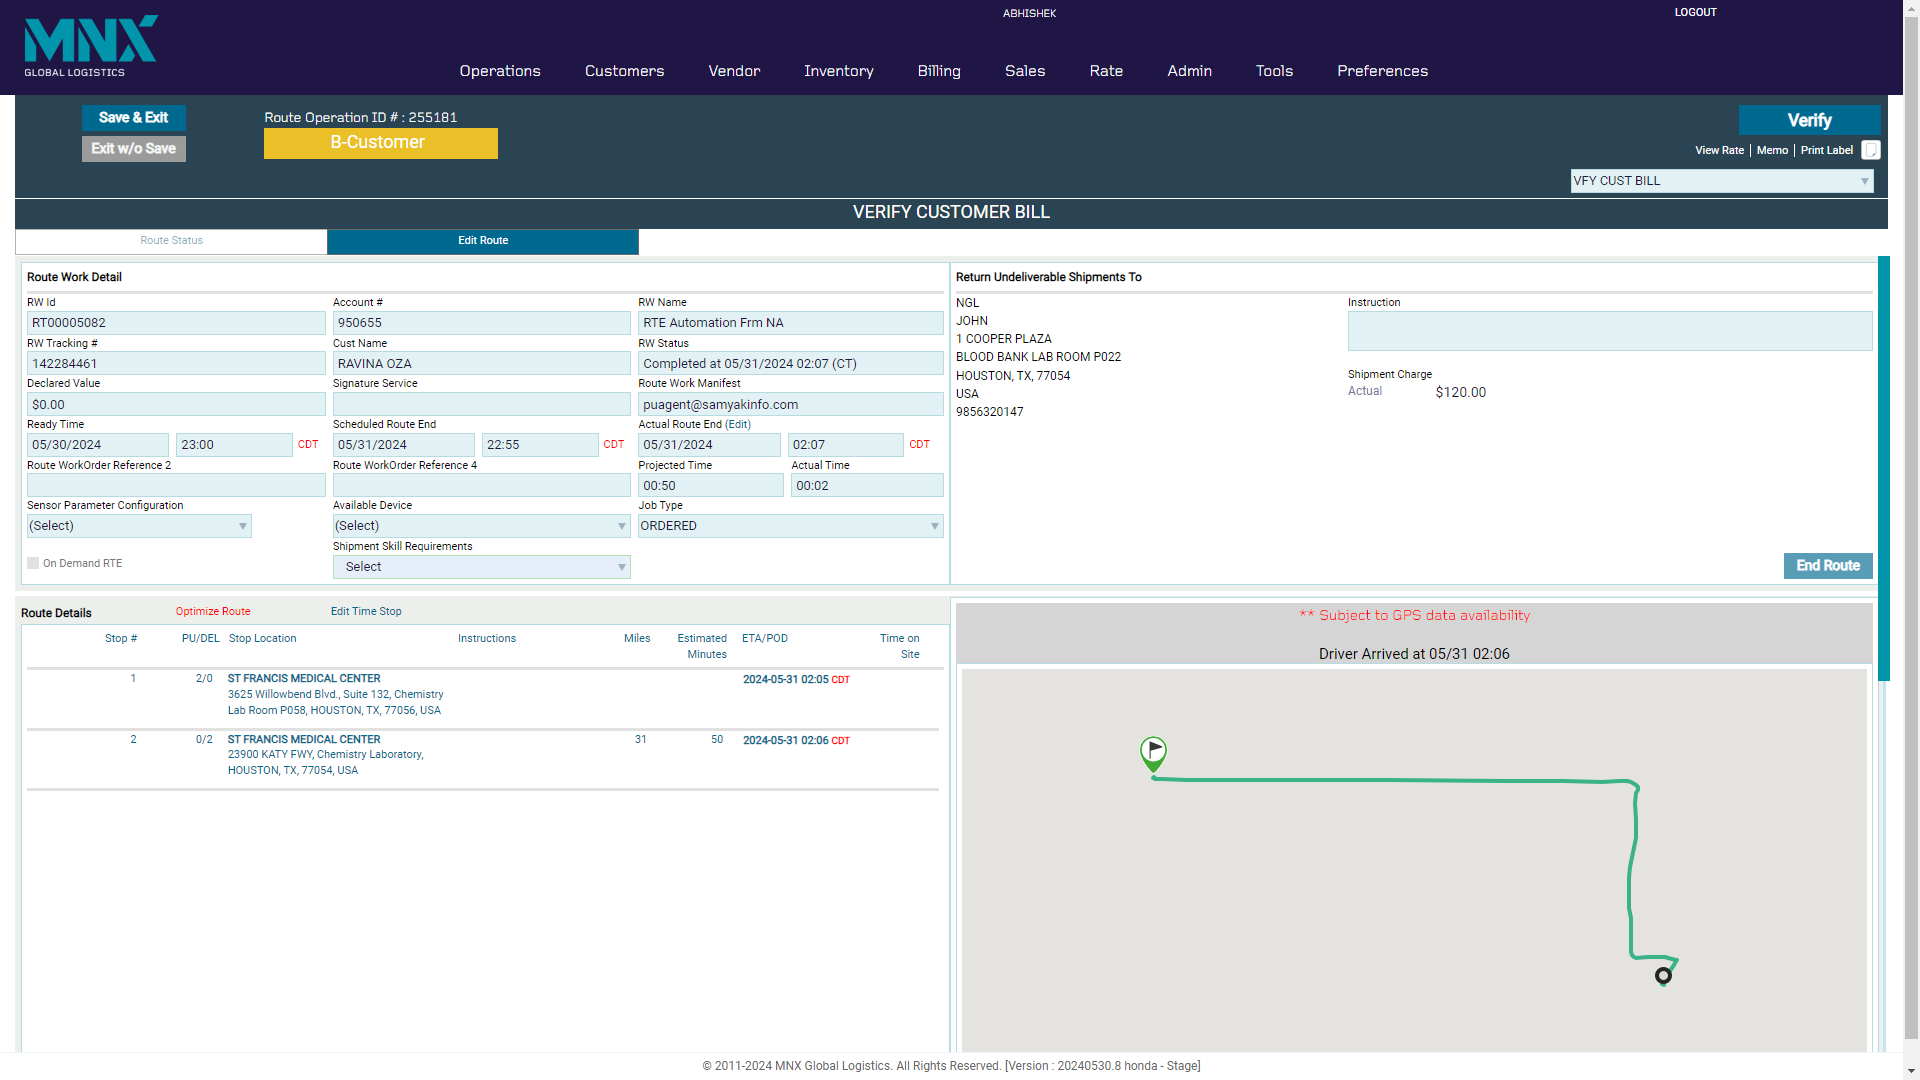 ABHISHEK
LOGOUT
MNX
GLOBAL LOGISTICS
Operations Customers Vendor Inventory Billing Sales Rate Admin Tools Preferences
Save & Exit
Exit w/o Save
Route Operation ID # : 255181
B-Customer
Verify
View Rate | Memo | Print Label
VFY CUST BILL
VERIFY CUSTOMER BILL
Route Status
Edit Route
Route Work Detail
RW Id Account # RW Name
RT00005082 950655 RTE Automation Frm NA
RW Tracking # Cust Name RW Status
142284461 RAVINA OZA Completed at 05/31/2024 02:07 (CT)
Declared Value Signature Service Route Work Manifest
$0.00 puagent@samyakinfo.com
Ready Time Scheduled Route End Actual Route End (Edit)
05/30/2024 23:00 CDT 05/31/2024 22:55 CDT 05/31/2024 02:07 CDT
Route WorkOrder Reference 2 Route WorkOrder Reference 4 Projected Time Actual Time
00:50 00:02
Sensor Parameter Configuration Available Device Job Type
(Select) (Select) ORDERED
Shipment Skill Requirements
On Demand RTE
Select
Return Undeliverable Shipments To
NGL
JOHN
1 COOPER PLAZA
BLOOD BANK LAB ROOM P022
HOUSTON, TX, 77054
USA
9856320147
Instruction
Shipment Charge
Actual $120.00
End Route
Route Details Optimize Route Edit Time Stop
Stop # PU/DEL Stop Location Instructions Miles Estimated Minutes ETA/POD Time on Site
1 2/0 ST FRANCIS MEDICAL CENTER 2024-05-31 02:05 CDT
3625 Willowbend Blvd., Suite 132, Chemistry
Lab Room P058, HOUSTON, TX, 77056, USA
2 0/2 ST FRANCIS MEDICAL CENTER 31 50 2024-05-31 02:06 CDT
23900 KATY FWY, Chemistry Laboratory,
HOUSTON, TX, 77054, USA
** Subject to GPS data availability
Driver Arrived at 05/31 02:06
© 2011-2024 MNX Global Logistics. All Rights Reserved. [Version : 20240530.8 honda - Stage]